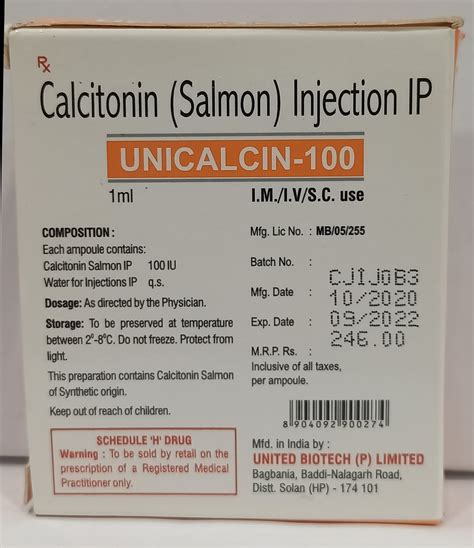 Rx
Calcitonin (Salmon) Injection IP
UNICALCIN-100
1ml
I.M./I.V/S.C. use
COMPOSITION :
Each ampoule contains:
Calcitonin Salmon IP 100 IU
Water for Injections IP q.s.
Dosage: As directed by the Physician.
Storage: To be preserved at temperature
between 2°-8°C. Do not freeze. Protect from
light.
This preparation contains Calcitonin Salmon
of Synthetic origin.
Keep out of reach of children.
SCHEDULE 'H' DRUG
Warning : To be sold by retail on the
prescription of a Registered Medical
Practitioner only.
Mfg. Lic No : MB/05/255
Batch No. : CJ1J0B3
Mfg. Date : 10/2020
Exp. Date : 09/2022
M.R.P. Rs. : 246.00
Inclusive of all taxes,
per ampoule.
8 904092 900274
Mfd. in India by :
UNITED BIOTECH (P) LIMITED
Bagbania, Baddi-Nalagarh Road,
Distt. Solan (HP) - 174 101